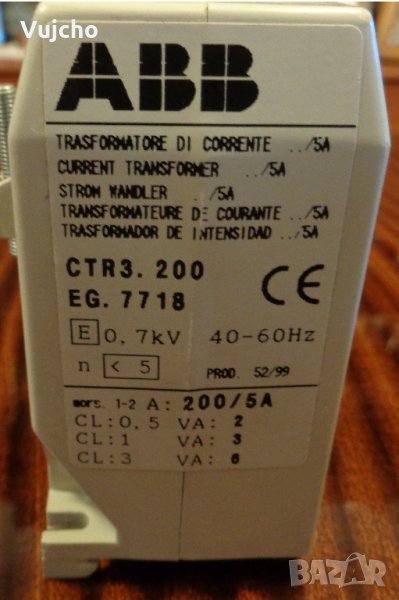 Vujcho
ABB
TRASFORMATORE DI CORRENTE ../5A
CURRENT TRANSFORMER ../5A
STROM WANDLER ../5A
TRANSFORMATEUR DE COURANTE ../5A
TRASFORMADOR DE INTENSIDAD ../5A
CTR3. 200
EG. 7718
CE
E 0,7kV 40-60Hz
n < 5 PROD. 52/99
mors. 1-2 A: 200/5A
CL:0,5 VA: 2
CL:1 VA: 3
CL:3 VA: 6
BAZAR